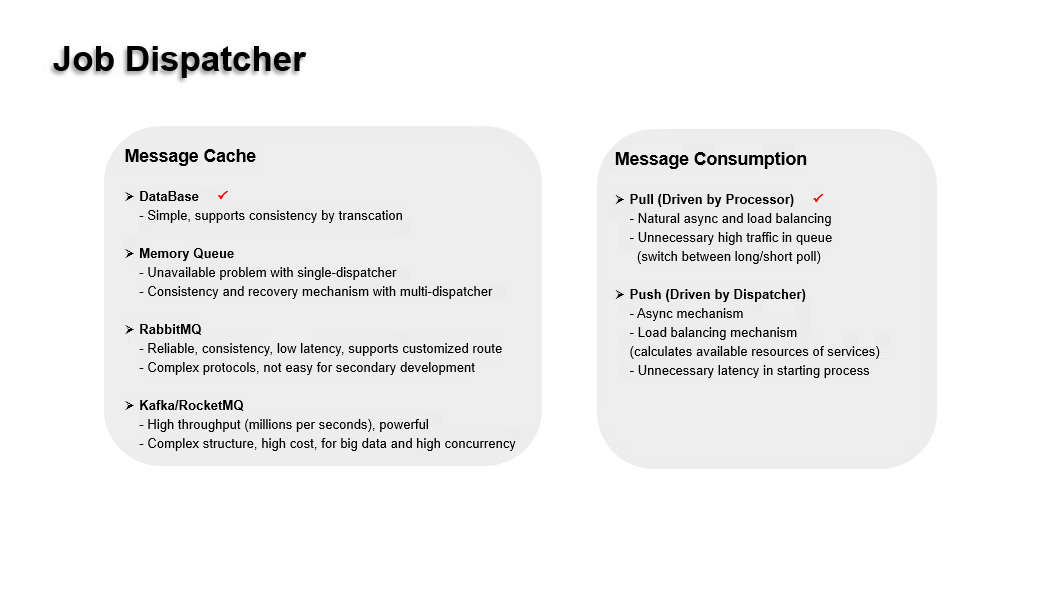 Job Dispatcher
Message Cache
➢ DataBase ✓
- Simple, supports consistency by transcation
➢ Memory Queue
- Unavailable problem with single-dispatcher
- Consistency and recovery mechanism with multi-dispatcher
➢ RabbitMQ
- Reliable, consistency, low latency, supports customized route
- Complex protocols, not easy for secondary development
➢ Kafka/RocketMQ
- High throughput (millions per seconds), powerful
- Complex structure, high cost, for big data and high concurrency
Message Consumption
➢ Pull (Driven by Processor) ✓
- Natural async and load balancing
- Unnecessary high traffic in queue
(switch between long/short poll)
➢ Push (Driven by Dispatcher)
- Async mechanism
- Load balancing mechanism
(calculates available resources of services)
- Unnecessary latency in starting process